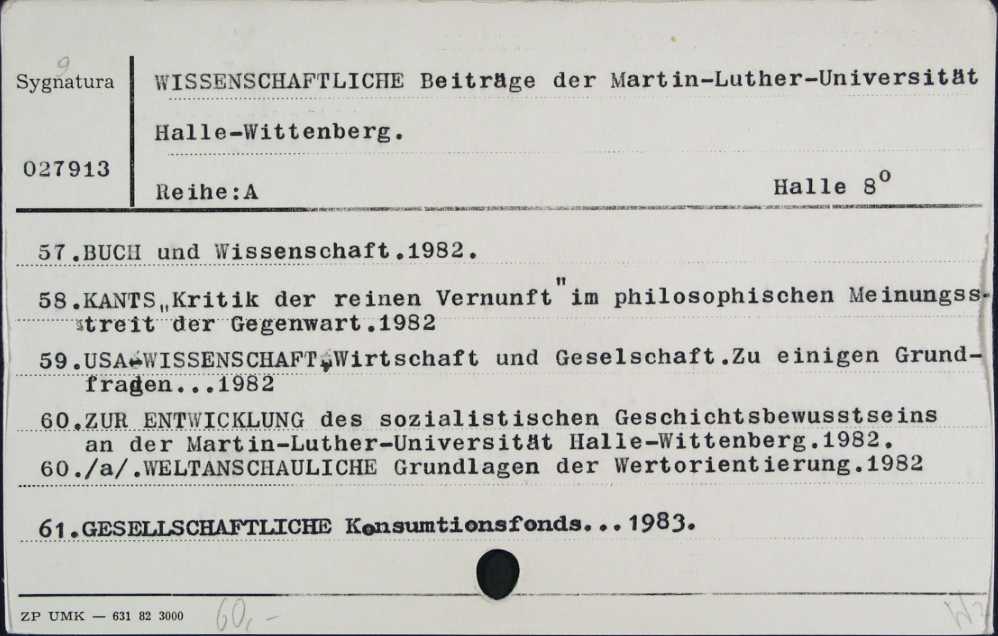 9
Sygnatura
WISSENSCHAFTLICHE Beiträge der Martin-Luther-Universität
Halle-Wittenberg.
027913
Reihe:A
Halle 8º
57.BUCH und Wissenschaft.1982.
58.KANTS „Kritik der reinen Vernunft" im philosophischen Meinungss-
streit der Gegenwart.1982
59.USA-WISSENSCHAFT,Wirtschaft und Geselschaft.Zu einigen Grund-
fragen...1982
60.ZUR ENTWICKLUNG des sozialistischen Geschichtsbewusstseins
an der Martin-Luther-Universität Halle-Wittenberg.1982.
60./a/.WELTANSCHAULICHE Grundlagen der Wertorientierung.1982
61.GESELLSCHAFTLICHE Konsumtionsfonds...1983.
ZP UMK — 631 82 3000
60,-